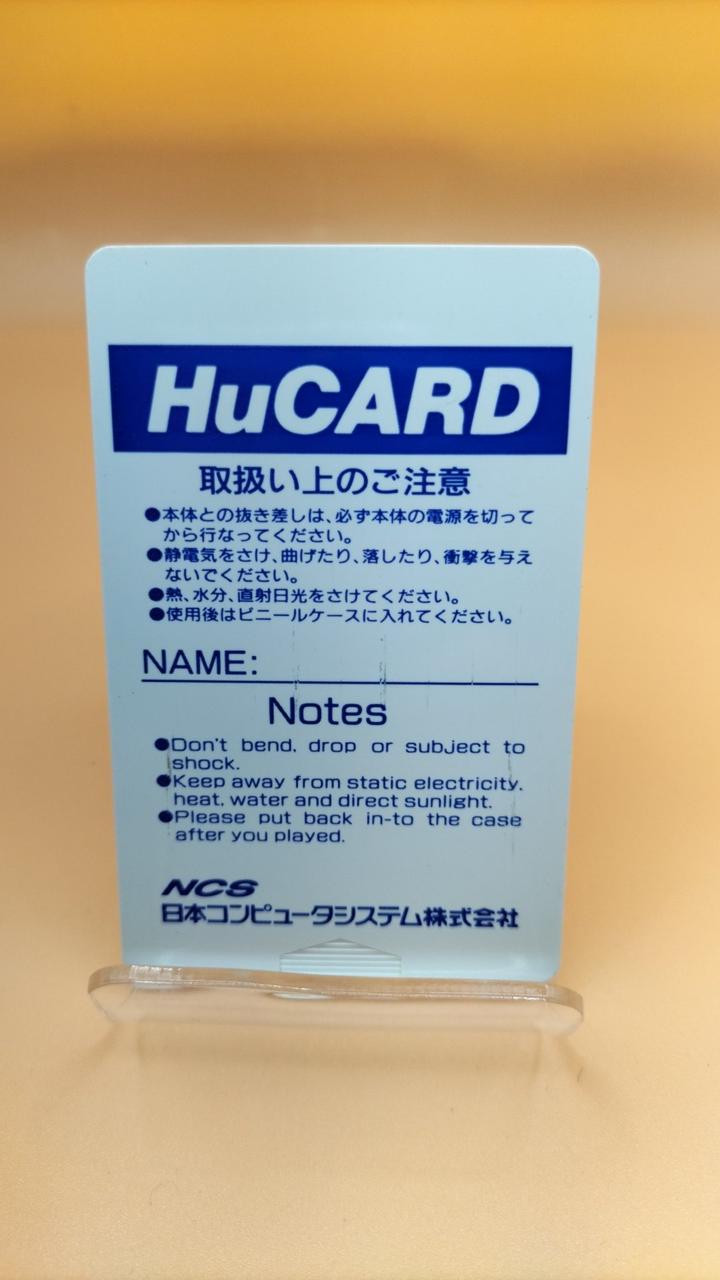 HuCARD
取扱い上のご注意
●本体との抜き差しは、必ず本体の電源を切って
から行なってください。
●静電気をさけ、曲げたり、落したり、衝撃を与え
ないでください。
●熱、水分、直射日光をさけてください。
●使用後はビニールケースに入れてください。
NAME:
Notes
●Don't bend, drop or subject to
shock.
●Keep away from static electricity,
heat, water and direct sunlight.
●Please put back in-to the case
after you played.
NCS
日本コンピュータシステム株式会社